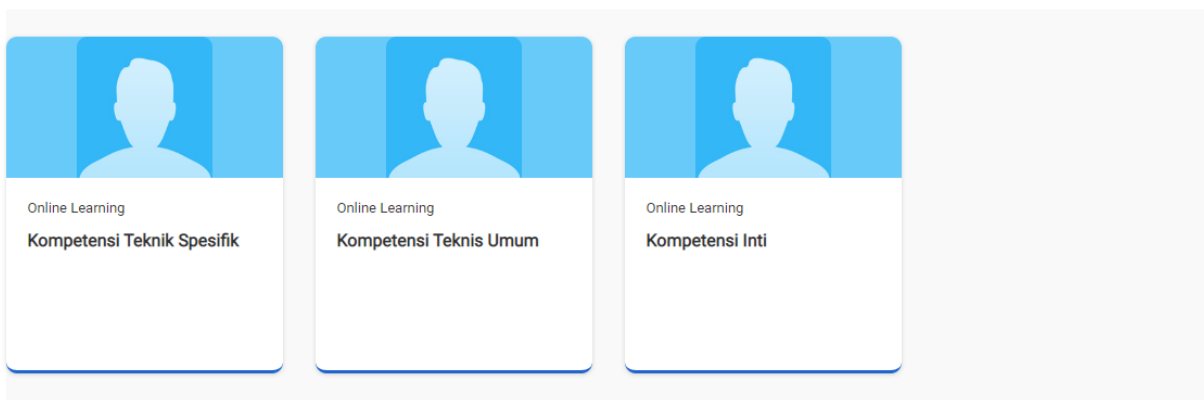 Online Learning
Kompetensi Teknik Spesifik
Online Learning
Kompetensi Teknis Umum
Online Learning
Kompetensi Inti